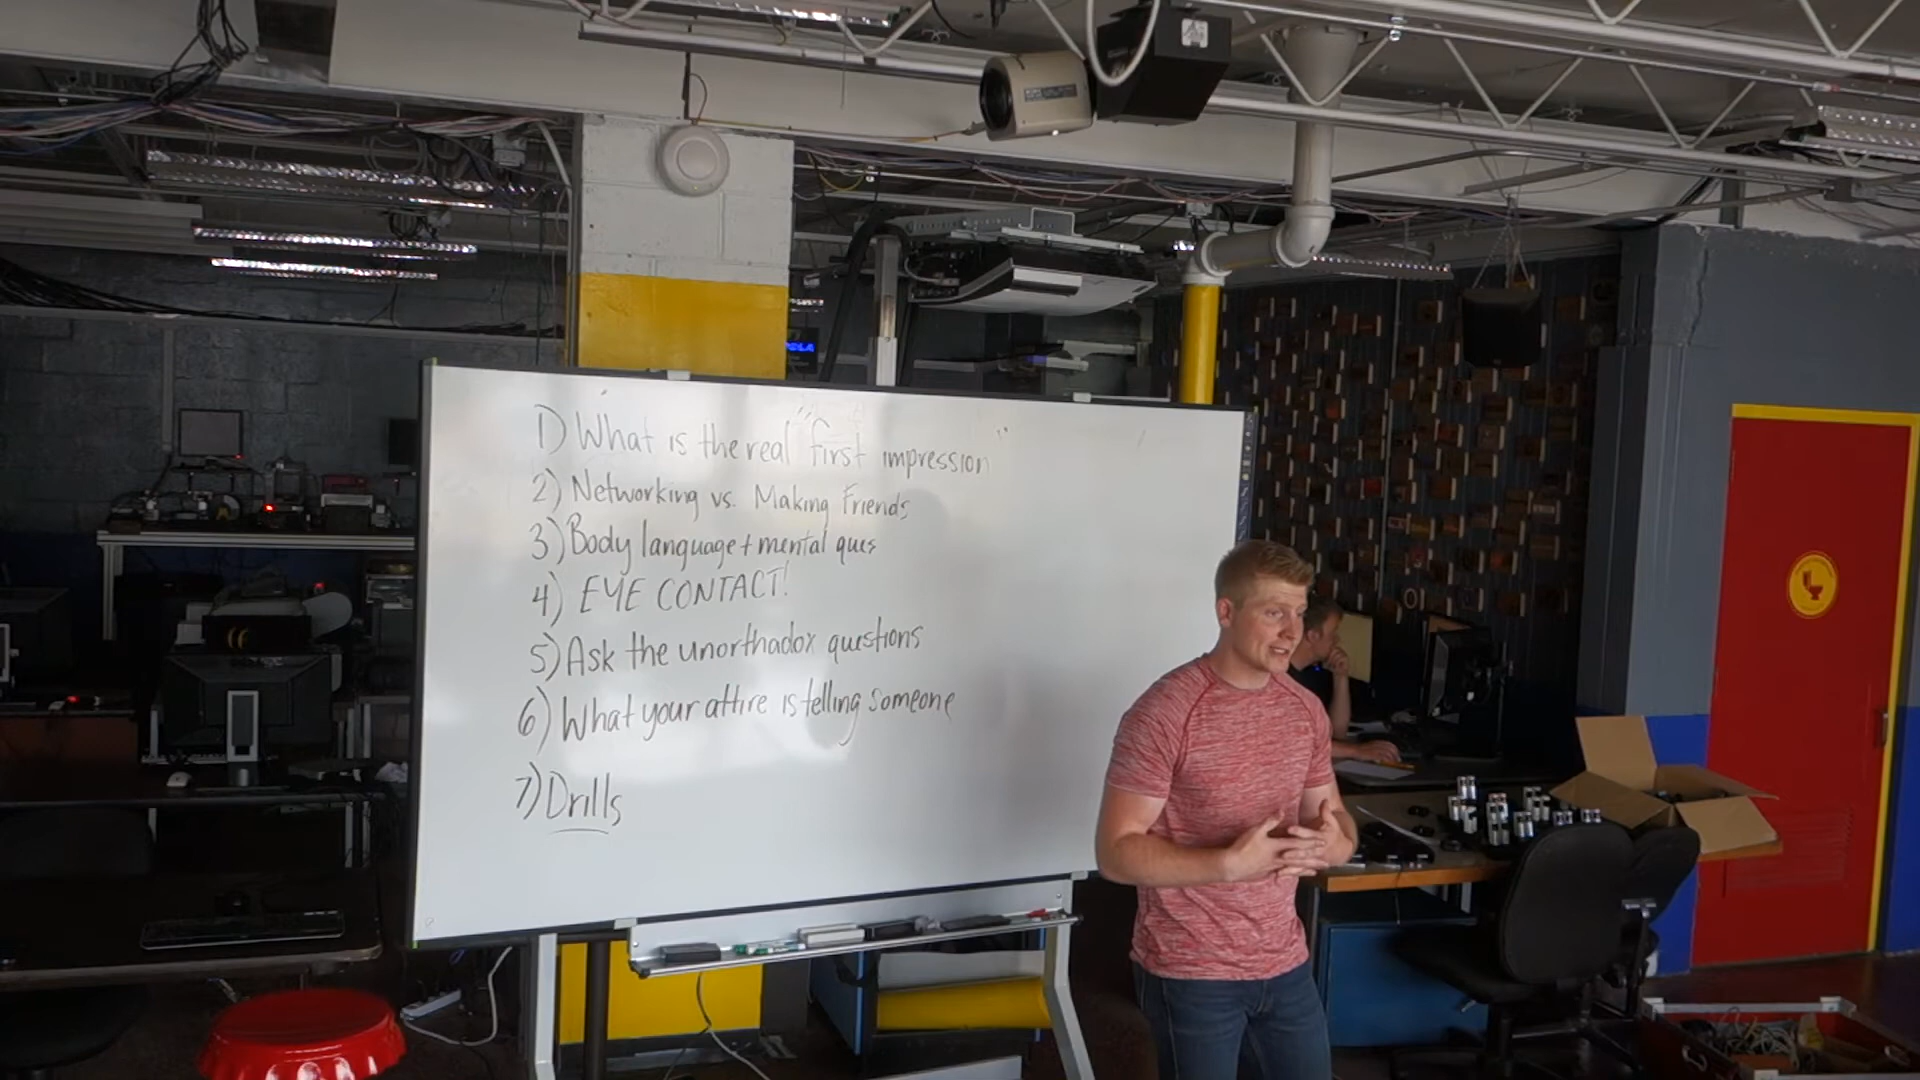 1) What is the real "first impression"
2) Networking vs. Making Friends
3) Body language + mental ques
4) EYE CONTACT!
5) Ask the unorthadox questions
6) What your attire is telling someone
7) Drills